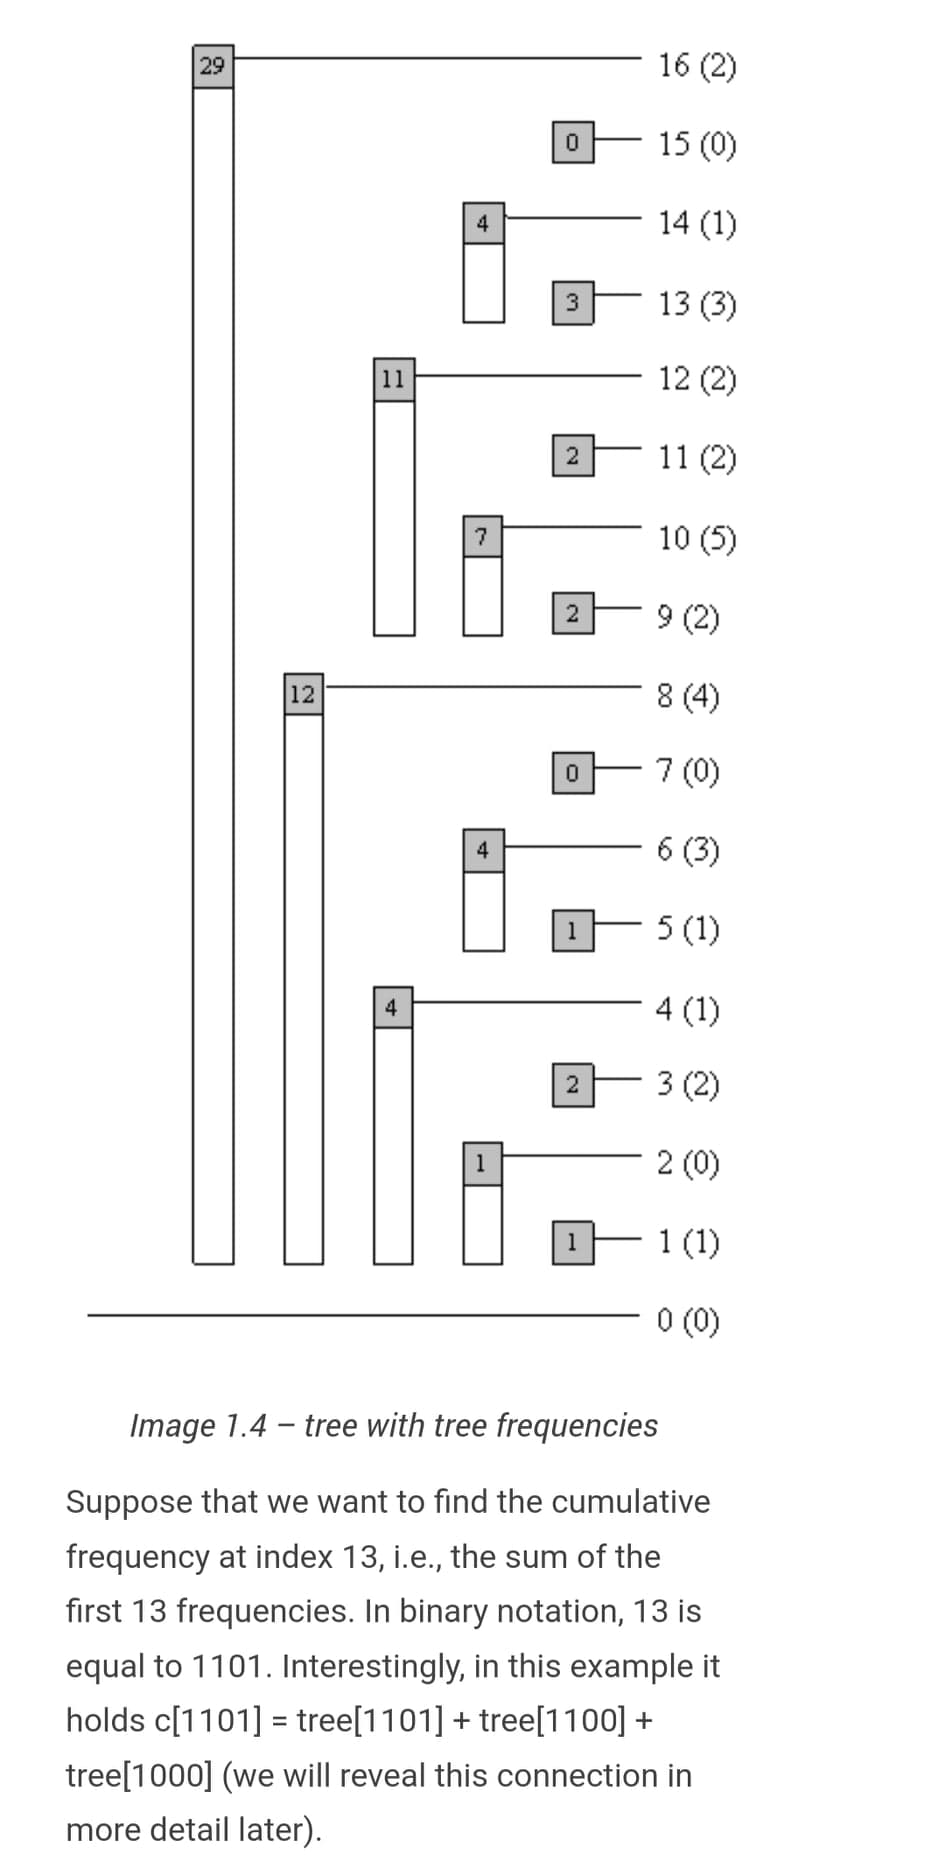 29 16 (2)
0 15 (0)
4 14 (1)
3 13 (3)
11 12 (2)
2 11 (2)
7 10 (5)
2 9 (2)
12 8 (4)
0 7 (0)
4 6 (3)
1 5 (1)
4 4 (1)
2 3 (2)
1 2 (0)
1 1 (1)
0 (0)
Image 1.4 – tree with tree frequencies
Suppose that we want to find the cumulative
frequency at index 13, i.e., the sum of the
first 13 frequencies. In binary notation, 13 is
equal to 1101. Interestingly, in this example it
holds c[1101] = tree[1101] + tree[1100] +
tree[1000] (we will reveal this connection in
more detail later).